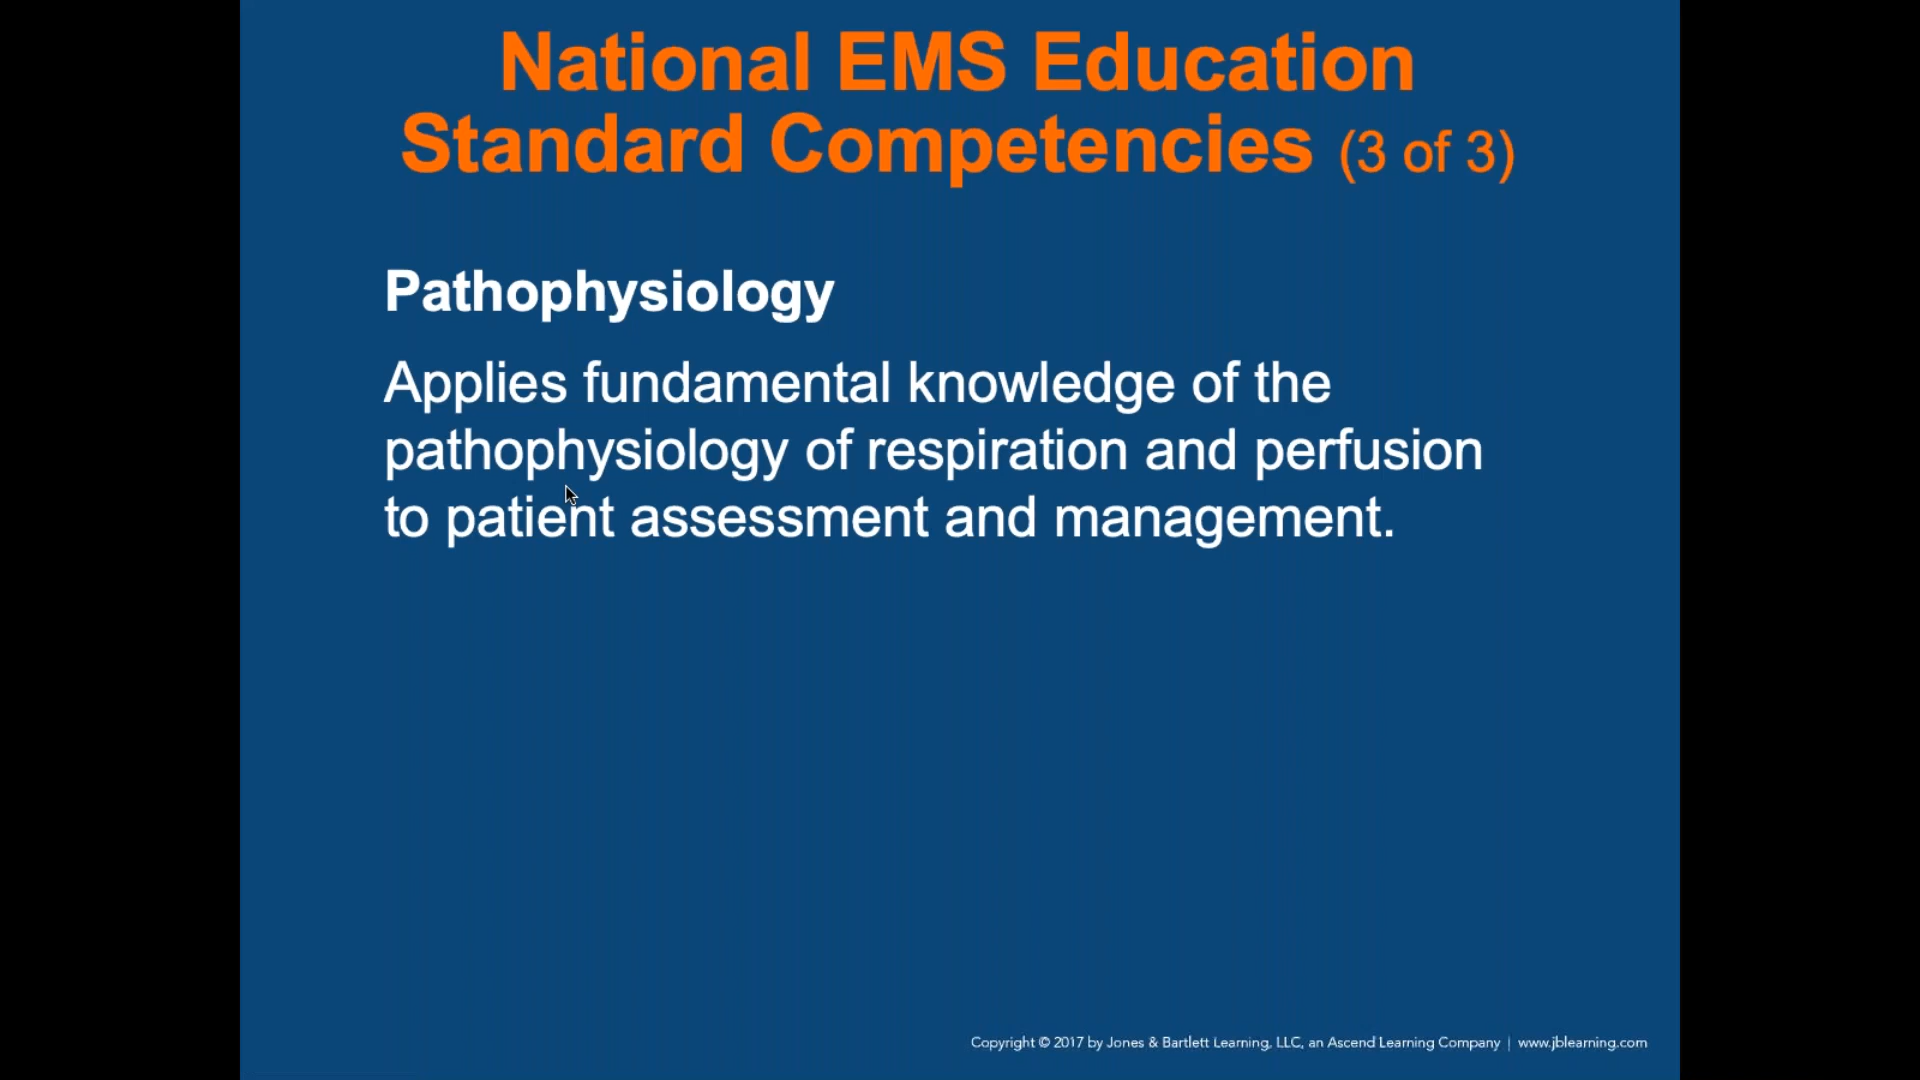 National EMS Education
Standard Competencies (3 of 3)
Pathophysiology
Applies fundamental knowledge of the
pathophysiology of respiration and perfusion
to patient assessment and management.
Copyright © 2017 by Jones & Bartlett Learning, LLC, an Ascend Learning Company | www.jblearning.com